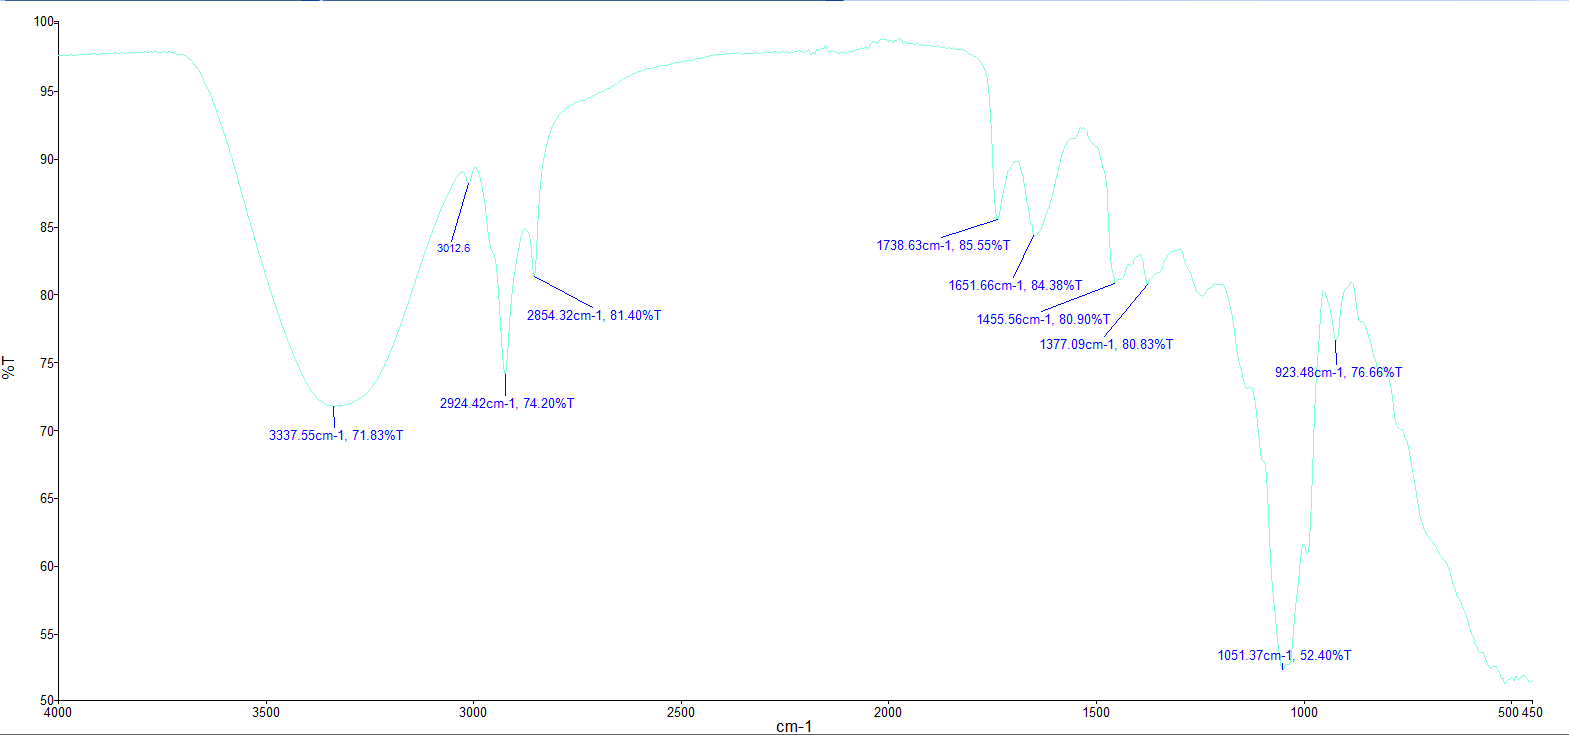 100
95
90
85
80
75
70
65
60
55
50
%T
3012.6
1738.63cm-1, 85.55%T
1651.66cm-1, 84.38%T
2854.32cm-1, 81.40%T
1455.56cm-1, 80.90%T
1377.09cm-1, 80.83%T
923.48cm-1, 76.66%T
2924.42cm-1, 74.20%T
3337.55cm-1, 71.83%T
1051.37cm-1, 52.40%T
4000 3500 3000 2500 2000 1500 1000 500 450
cm-1